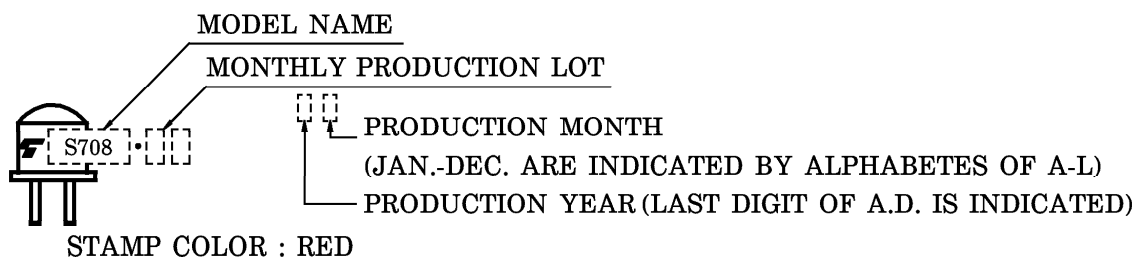 MODEL NAME
MONTHLY PRODUCTION LOT
S708
PRODUCTION MONTH
(JAN.-DEC. ARE INDICATED BY ALPHABETES OF A-L)
PRODUCTION YEAR (LAST DIGIT OF A.D. IS INDICATED)
STAMP COLOR : RED